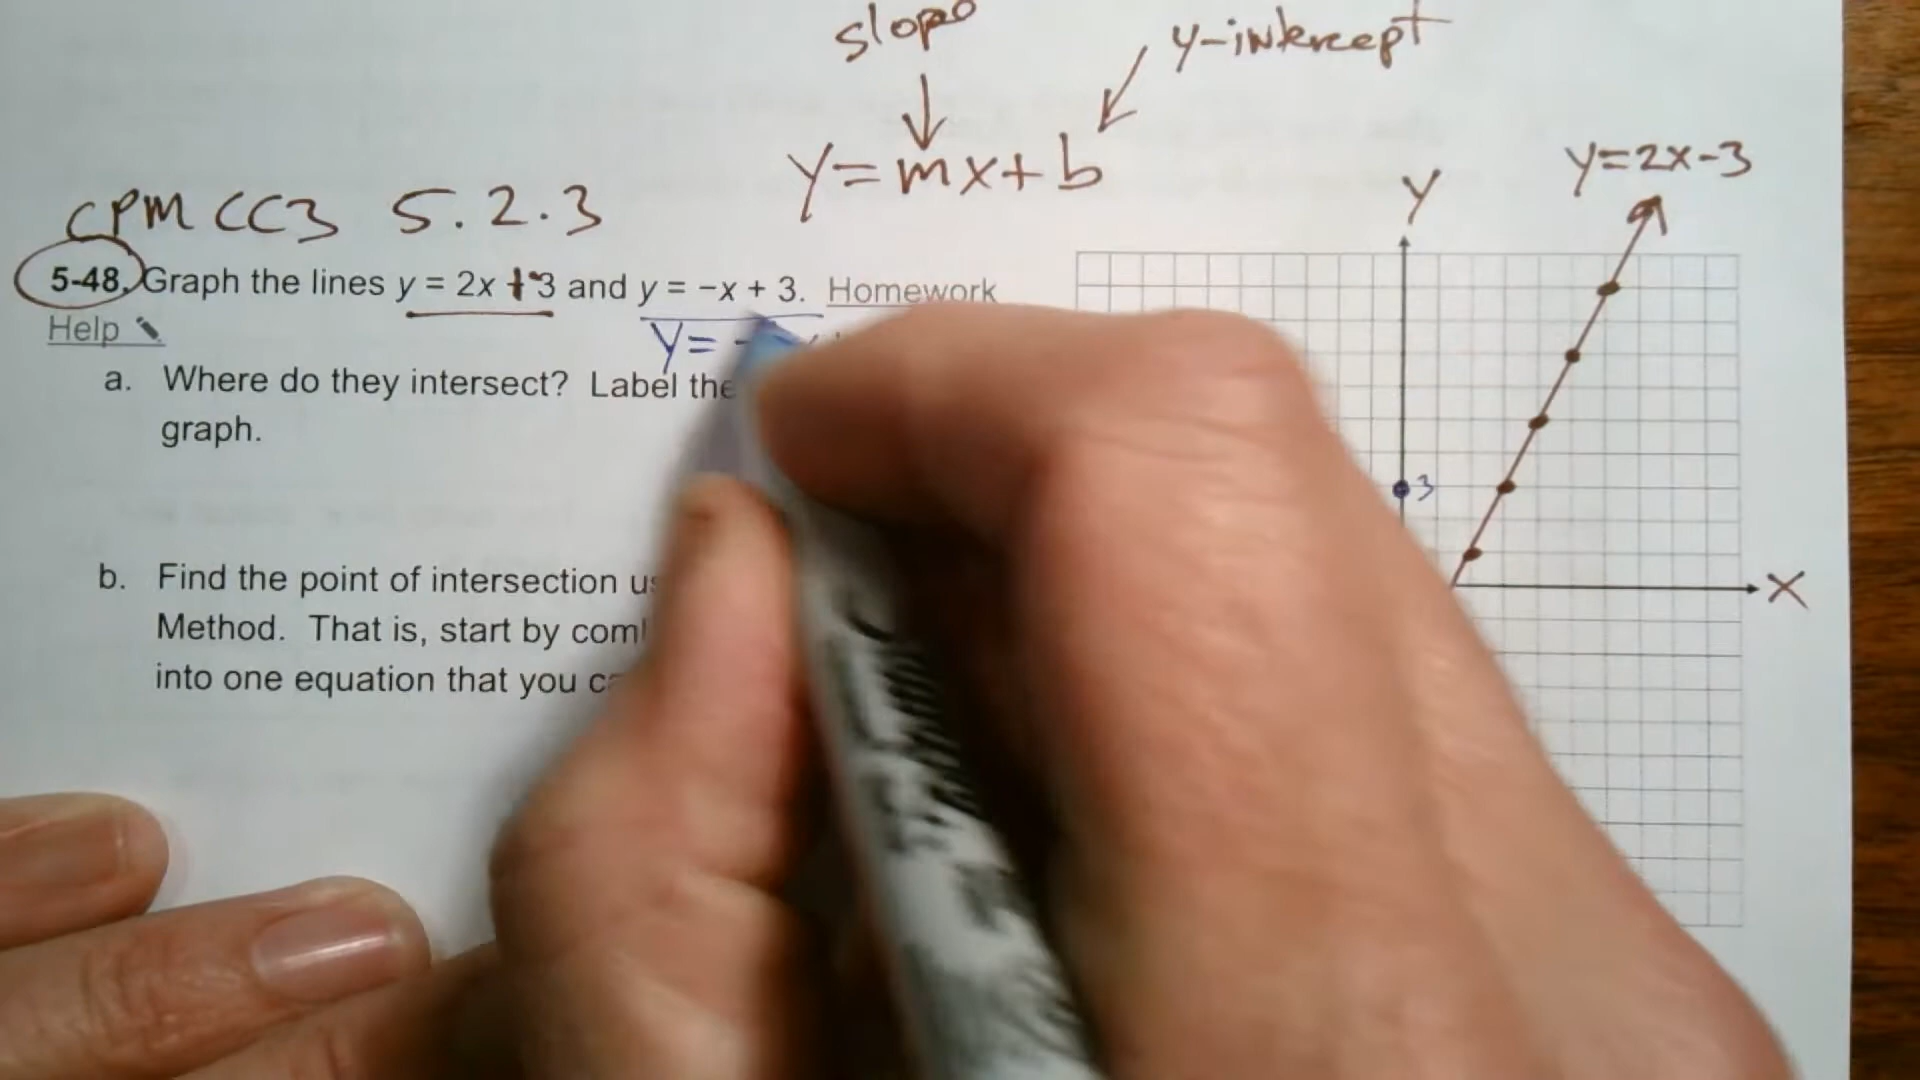 slope
y-intercept
y=mx+b
y=2x-3
CPM CC3 5.2.3
Y
5-48. Graph the lines y = 2x +-3 and y = −x + 3. Homework
Help
y= -
a. Where do they intersect? Label the
graph.
3
b. Find the point of intersection
X
Method. That is, start by
into one equation that you